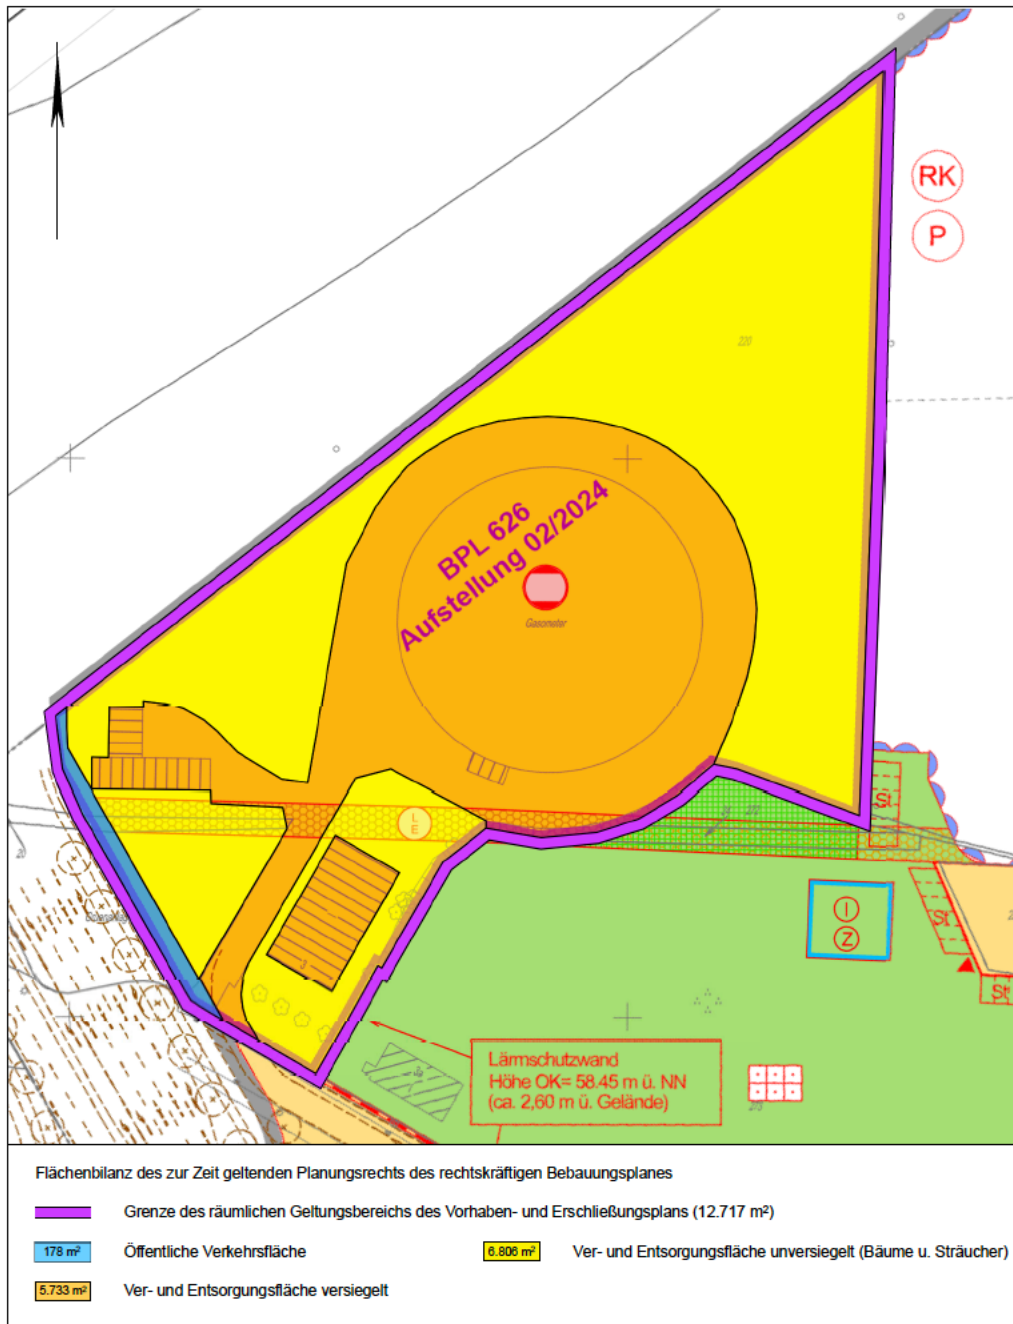 RK
P
220
BPL 626
Aufstellung 02/2024
Gasometer
L
E
St
I
Z
St
St
3
3a
Lärmschutzwand
Höhe OK= 58.45 m ü. NN
(ca. 2,60 m ü. Gelände)
Flächenbilanz des zur Zeit geltenden Planungsrechts des rechtskräftigen Bebauungsplanes
Grenze des räumlichen Geltungsbereichs des Vorhaben- und Erschließungsplans (12.717 m²)
178 m² Öffentliche Verkehrsfläche 6.806 m² Ver- und Entsorgungsfläche unversiegelt (Bäume u. Sträucher)
5.733 m² Ver- und Entsorgungsfläche versiegelt